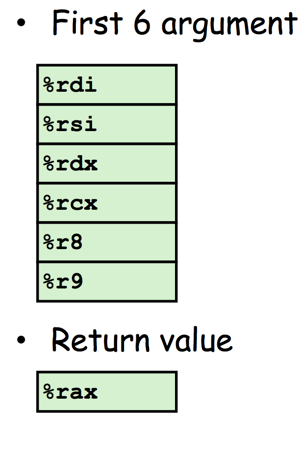 • First 6 argument
%rdi
%rsi
%rdx
%rcx
%r8
%r9
• Return value
%rax